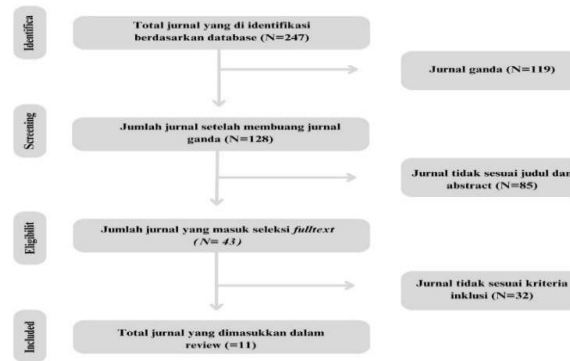 Identifica
Total jurnal yang di identifikasi
berdasarkan database (N=247)
Jurnal ganda (N=119)
Screening
Jumlah jurnal setelah membuang jurnal
ganda (N=128)
Jurnal tidak sesuai judul dan
abstract (N=85)
Eligibilit
Jumlah jurnal yang masuk seleksi fulltext
(N= 43)
Jurnal tidak sesuai kriteria
inklusi (N=32)
Included
Total jurnal yang dimasukkan dalam
review (=11)